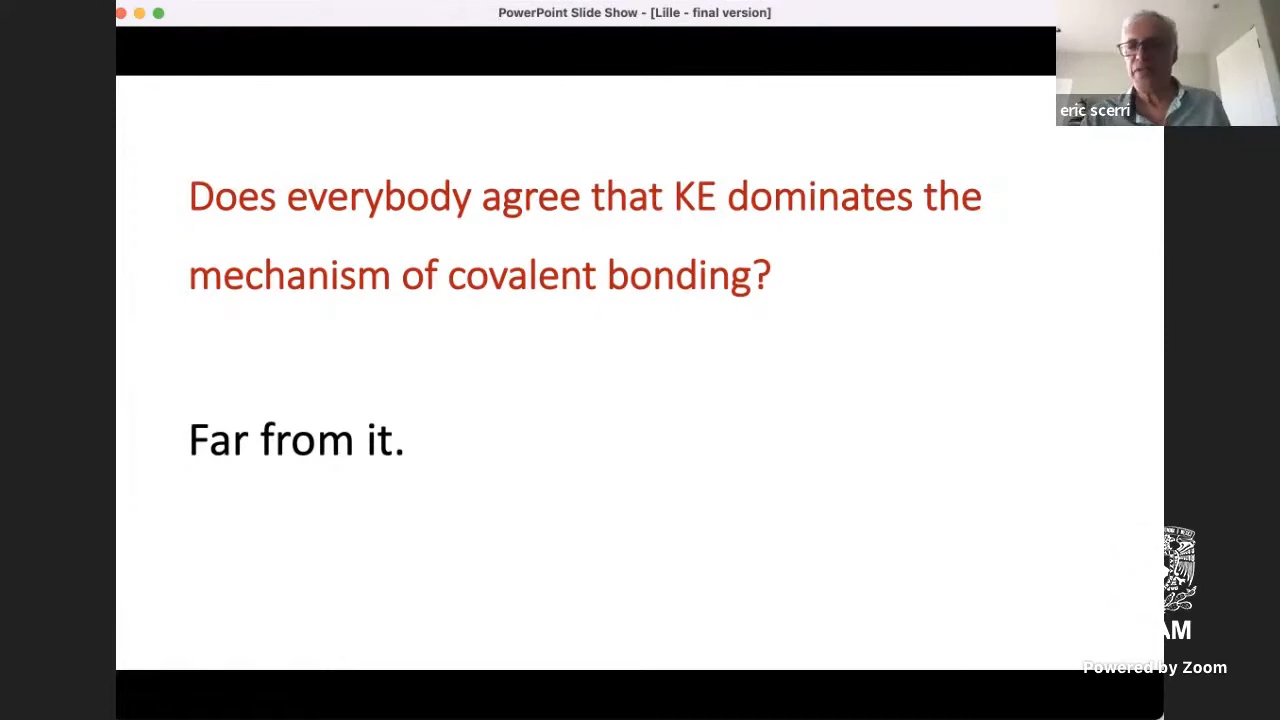 PowerPoint Slide Show - [Lille - final version]
eric scerri
Does everybody agree that KE dominates the
mechanism of covalent bonding?
Far from it.
AM
Powered by Zoom